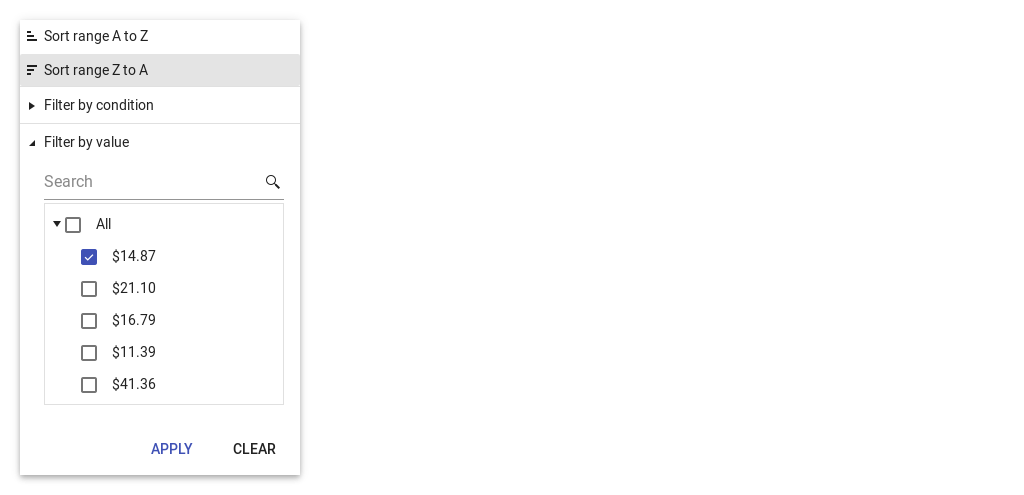 Sort range A to Z
Sort range Z to A
Filter by condition
Filter by value
Search
All
$14.87
$21.10
$16.79
$11.39
$41.36
APPLY CLEAR